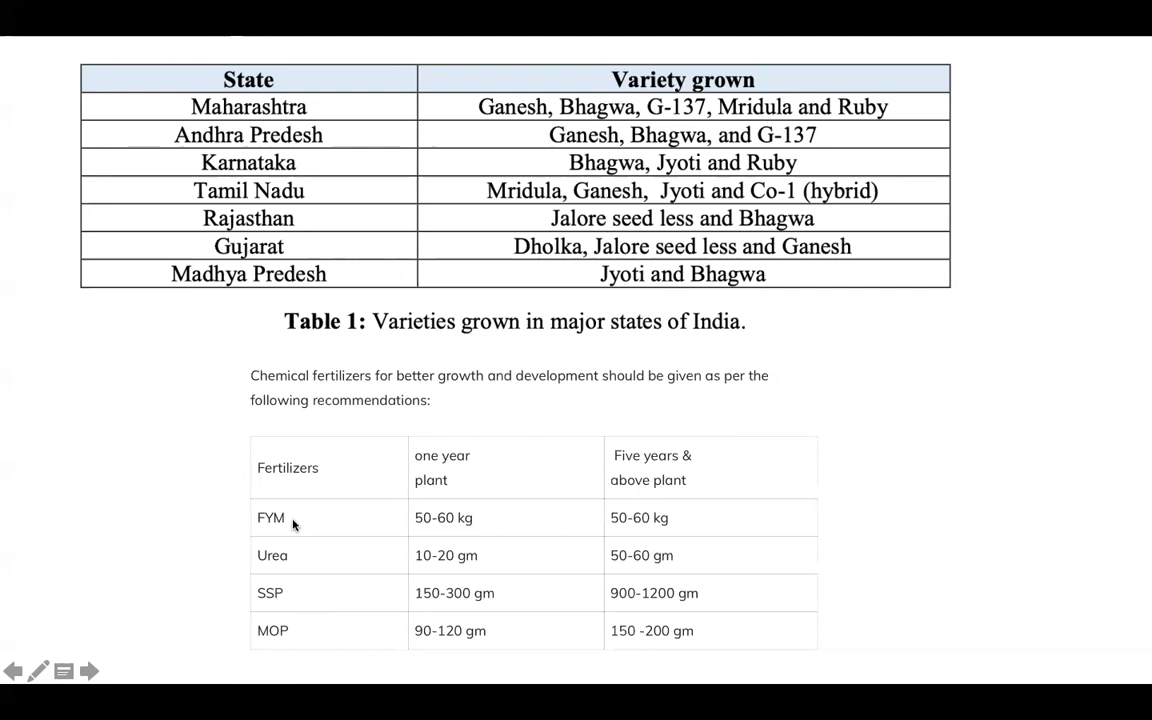 State Variety grown
Maharashtra Ganesh, Bhagwa, G-137, Mridula and Ruby
Andhra Predesh Ganesh, Bhagwa, and G-137
Karnataka Bhagwa, Jyoti and Ruby
Tamil Nadu Mridula, Ganesh, Jyoti and Co-1 (hybrid)
Rajasthan Jalore seed less and Bhagwa
Gujarat Dholka, Jalore seed less and Ganesh
Madhya Predesh Jyoti and Bhagwa
Table 1: Varieties grown in major states of India.
Chemical fertilizers for better growth and development should be given as per the
following recommendations:
Fertilizers one year plant Five years & above plant
FYM 50-60 kg 50-60 kg
Urea 10-20 gm 50-60 gm
SSP 150-300 gm 900-1200 gm
MOP 90-120 gm 150 -200 gm